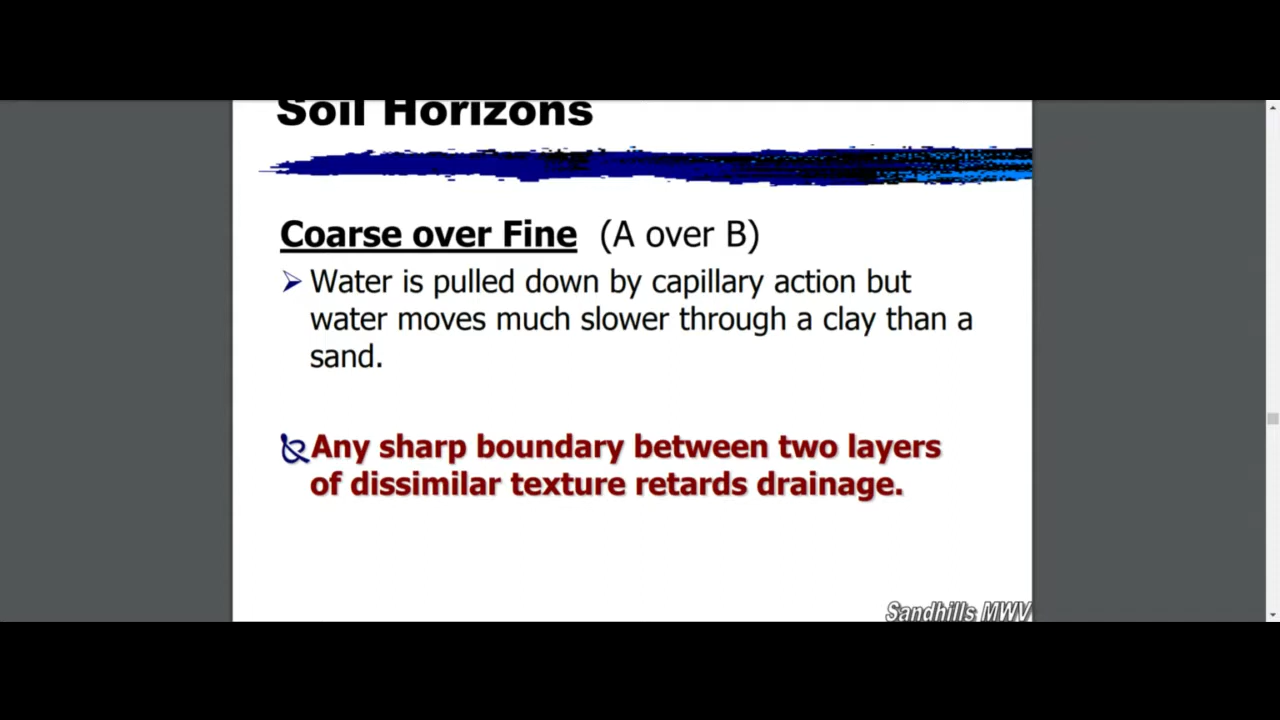 Soil Horizons
Coarse over Fine (A over B)
Water is pulled down by capillary action but
water moves much slower through a clay than a
sand.
Any sharp boundary between two layers
of dissimilar texture retards drainage.
Sandhills MWV